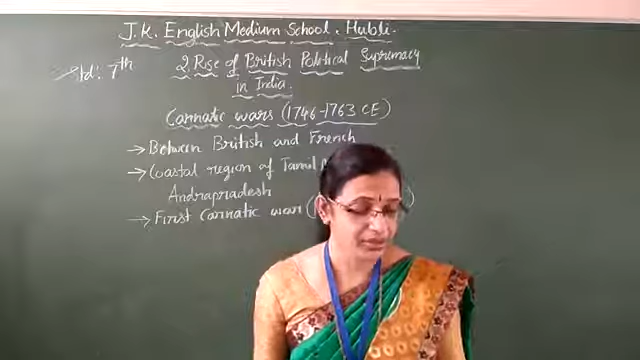 J.K. English Medium School. Hubli.
Std: 7th
2. Rise of British Political Supremacy
in India.
Carnatic wars (1746-1763 CE)
→ Between British and French
→ Coastal region of Tamil
Andrapradesh
→ First Carnatic war (